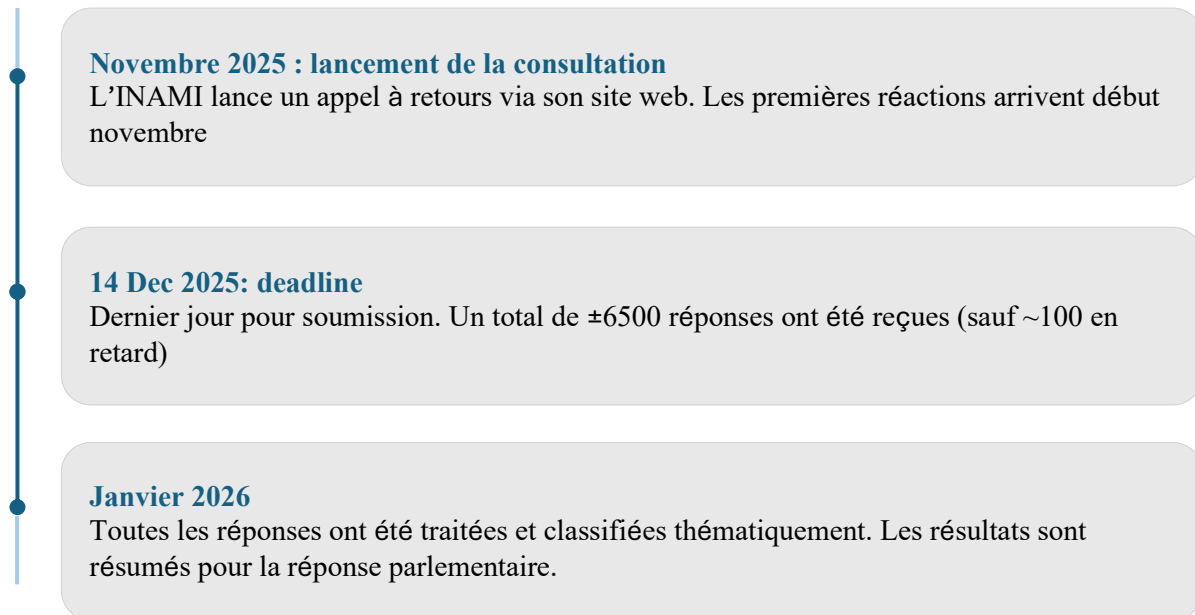 Novembre 2025 : lancement de la consultation
L’INAMI lance un appel à retours via son site web. Les premières réactions arrivent début
novembre
14 Dec 2025: deadline
Dernier jour pour soumission. Un total de ±6500 réponses ont été reçues (sauf ~100 en
retard)
Janvier 2026
Toutes les réponses ont été traitées et classifiées thématiquement. Les résultats sont
résumés pour la réponse parlementaire.